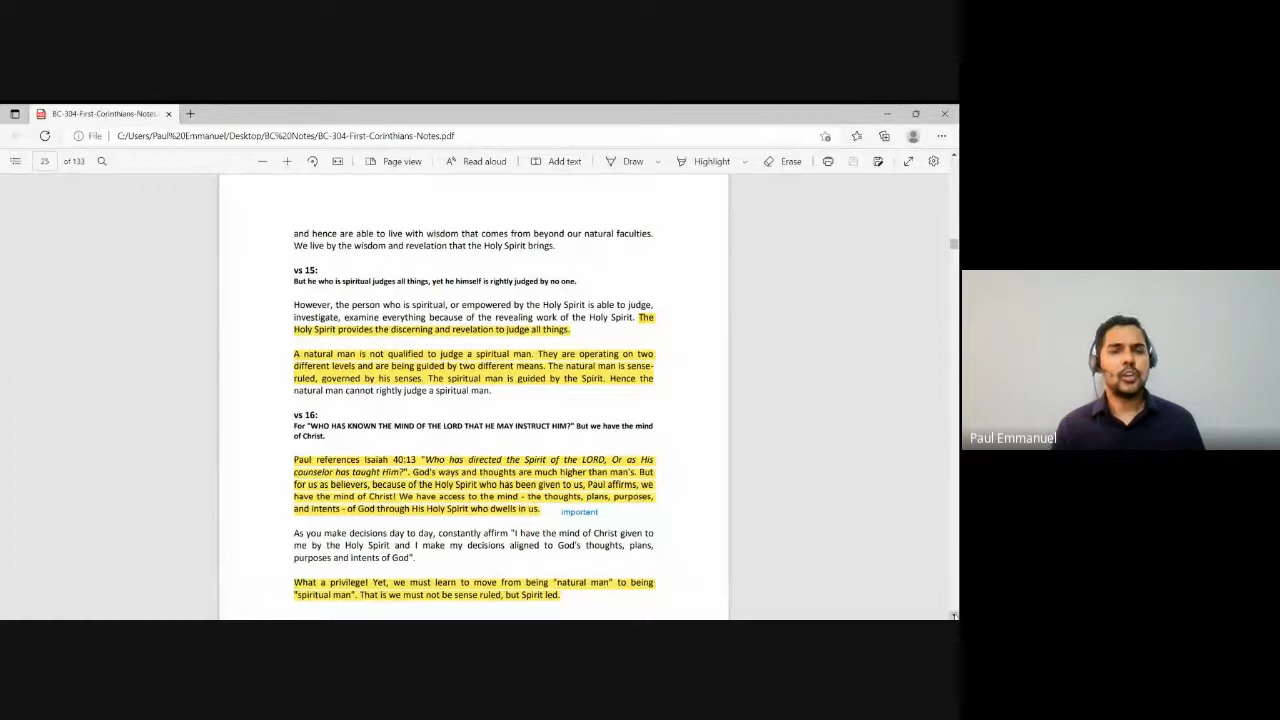 BC-304-First-Corinthians-Notes.
File
C:/Users/Paul%20Emmanuel/Desktop/BC%20Notes/BC-304-First-Corinthians-Notes.pdf
25 of 133
Page view
Read aloud
Add text
Draw
Highlight
Erase
and hence are able to live with wisdom that comes from beyond our natural faculties.
We live by the wisdom and revelation that the Holy Spirit brings.
vs 15:
But he who is spiritual judges all things, yet he himself is rightly judged by no one.
However, the person who is spiritual, or empowered by the Holy Spirit is able to judge,
investigate, examine everything because of the revealing work of the Holy Spirit. The
Holy Spirit provides the discerning and revelation to judge all things.
A natural man is not qualified to judge a spiritual man. They are operating on two
different levels and are being guided by two different means. The natural man is sense-
ruled, governed by his senses. The spiritual man is guided by the Spirit. Hence the
natural man cannot rightly judge a spiritual man.
vs 16:
For "WHO HAS KNOWN THE MIND OF THE LORD THAT HE MAY INSTRUCT HIM?" But we have the mind
of Christ.
Paul references Isaiah 40:13 "Who has directed the Spirit of the LORD, Or as His
counselor has taught Him?". God's ways and thoughts are much higher than man's. But
for us as believers, because of the Holy Spirit who has been given to us, Paul affirms, we
have the mind of Christ! We have access to the mind - the thoughts, plans, purposes,
and intents - of God through His Holy Spirit who dwells in us.
important
As you make decisions day to day, constantly affirm "I have the mind of Christ given to
me by the Holy Spirit and I make my decisions aligned to God's thoughts, plans,
purposes and intents of God".
What a privilege! Yet, we must learn to move from being "natural man" to being
"spiritual man". That is we must not be sense ruled, but Spirit led.
Paul Emmanuel